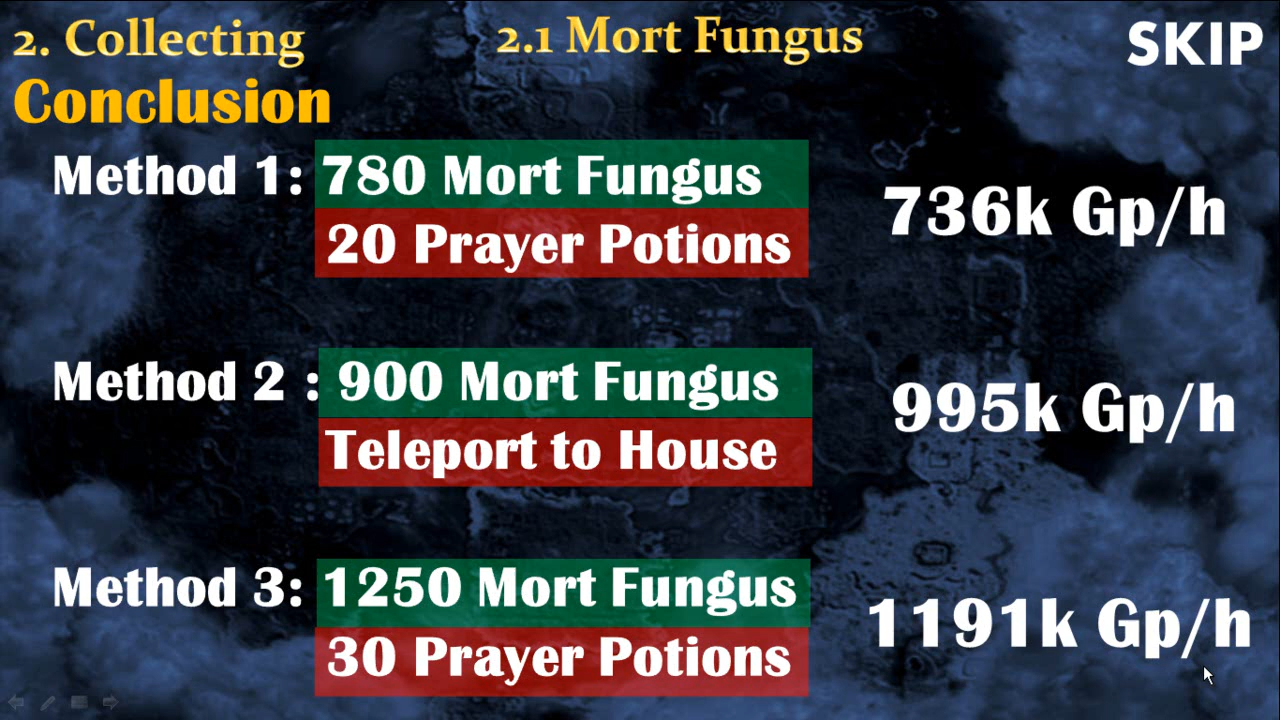 2. Collecting
2.1 Mort Fungus
SKIP
Conclusion
Method 1: 780 Mort Fungus
20 Prayer Potions
736k Gp/h
Method 2 : 900 Mort Fungus
Teleport to House
995k Gp/h
Method 3: 1250 Mort Fungus
30 Prayer Potions
1191k Gp/h